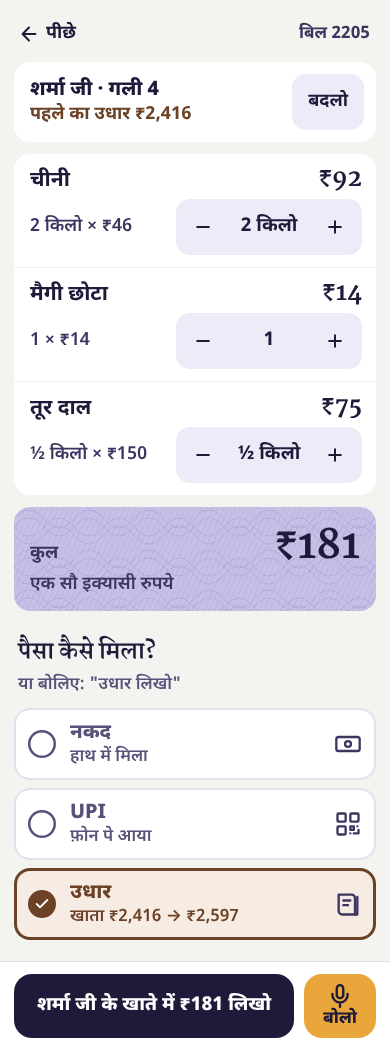 ← पीछे
बिल 2205
शर्मा जी · गली 4
पहले का उधार ₹2,416
बदलो
चीनी
₹92
2 किलो × ₹46
− 2 किलो +
मैगी छोटा
₹14
1 × ₹14
− 1 +
तूर दाल
₹75
½ किलो × ₹150
− ½ किलो +
कुल
₹181
एक सौ इक्यासी रुपये
पैसा कैसे मिला?
या बोलिए: "उधार लिखो"
नकद
हाथ में मिला
UPI
फ़ोन पे आया
उधार
खाता ₹2,416 → ₹2,597
शर्मा जी के खाते में ₹181 लिखो
बोलो